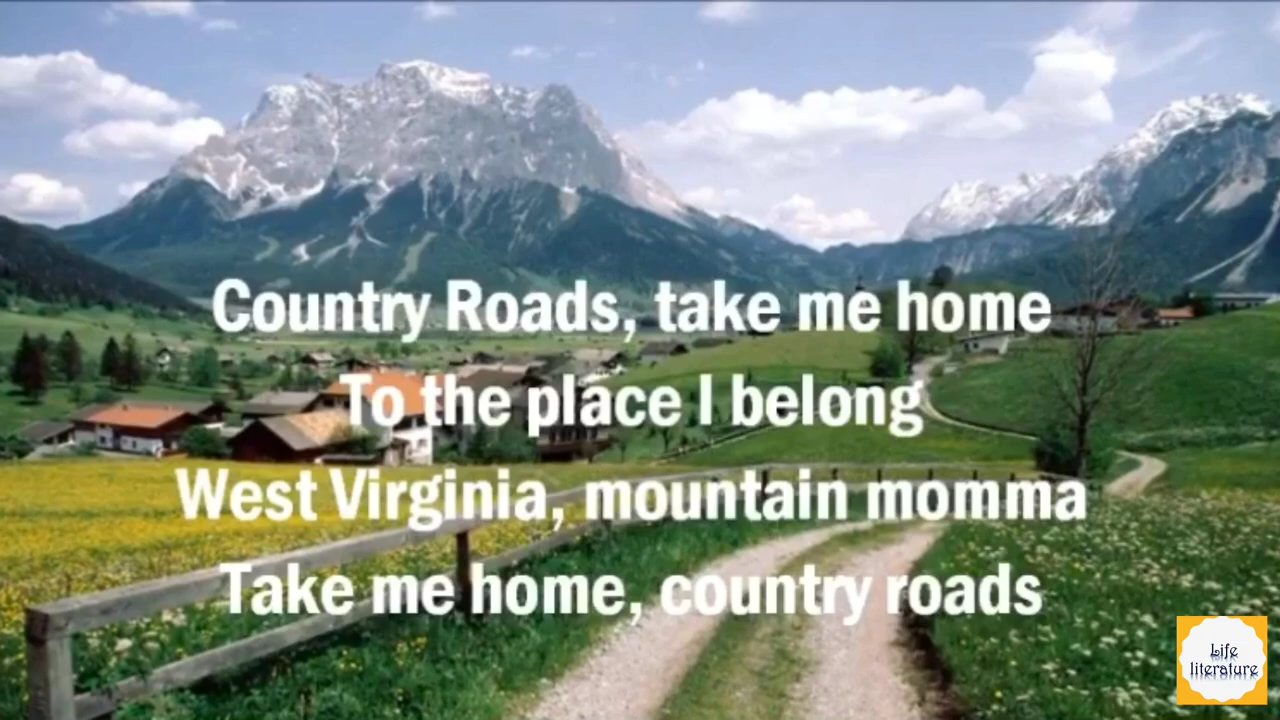 Country Roads, take me home
To the place I belong
West Virginia, mountain momma
Take me home, country roads
Life
literature